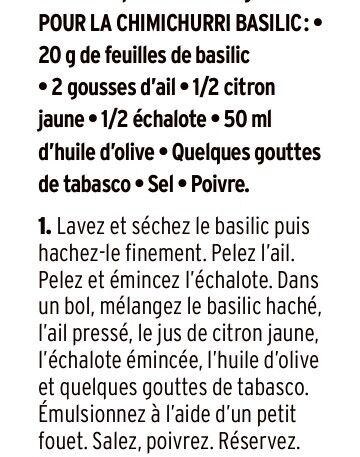 POUR LA CHIMICHURRI BASILIC : •
20 g de feuilles de basilic
• 2 gousses d'ail • 1/2 citron
jaune • 1/2 échalote • 50 ml
d'huile d'olive • Quelques gouttes
de tabasco • Sel • Poivre.
1. Lavez et séchez le basilic puis
hachez-le finement. Pelez l'ail.
Pelez et émincez l'échalote. Dans
un bol, mélangez le basilic haché,
l'ail pressé, le jus de citron jaune,
l'échalote émincée, l'huile d'olive
et quelques gouttes de tabasco.
Émulsionnez à l'aide d'un petit
fouet. Salez, poivrez. Réservez.